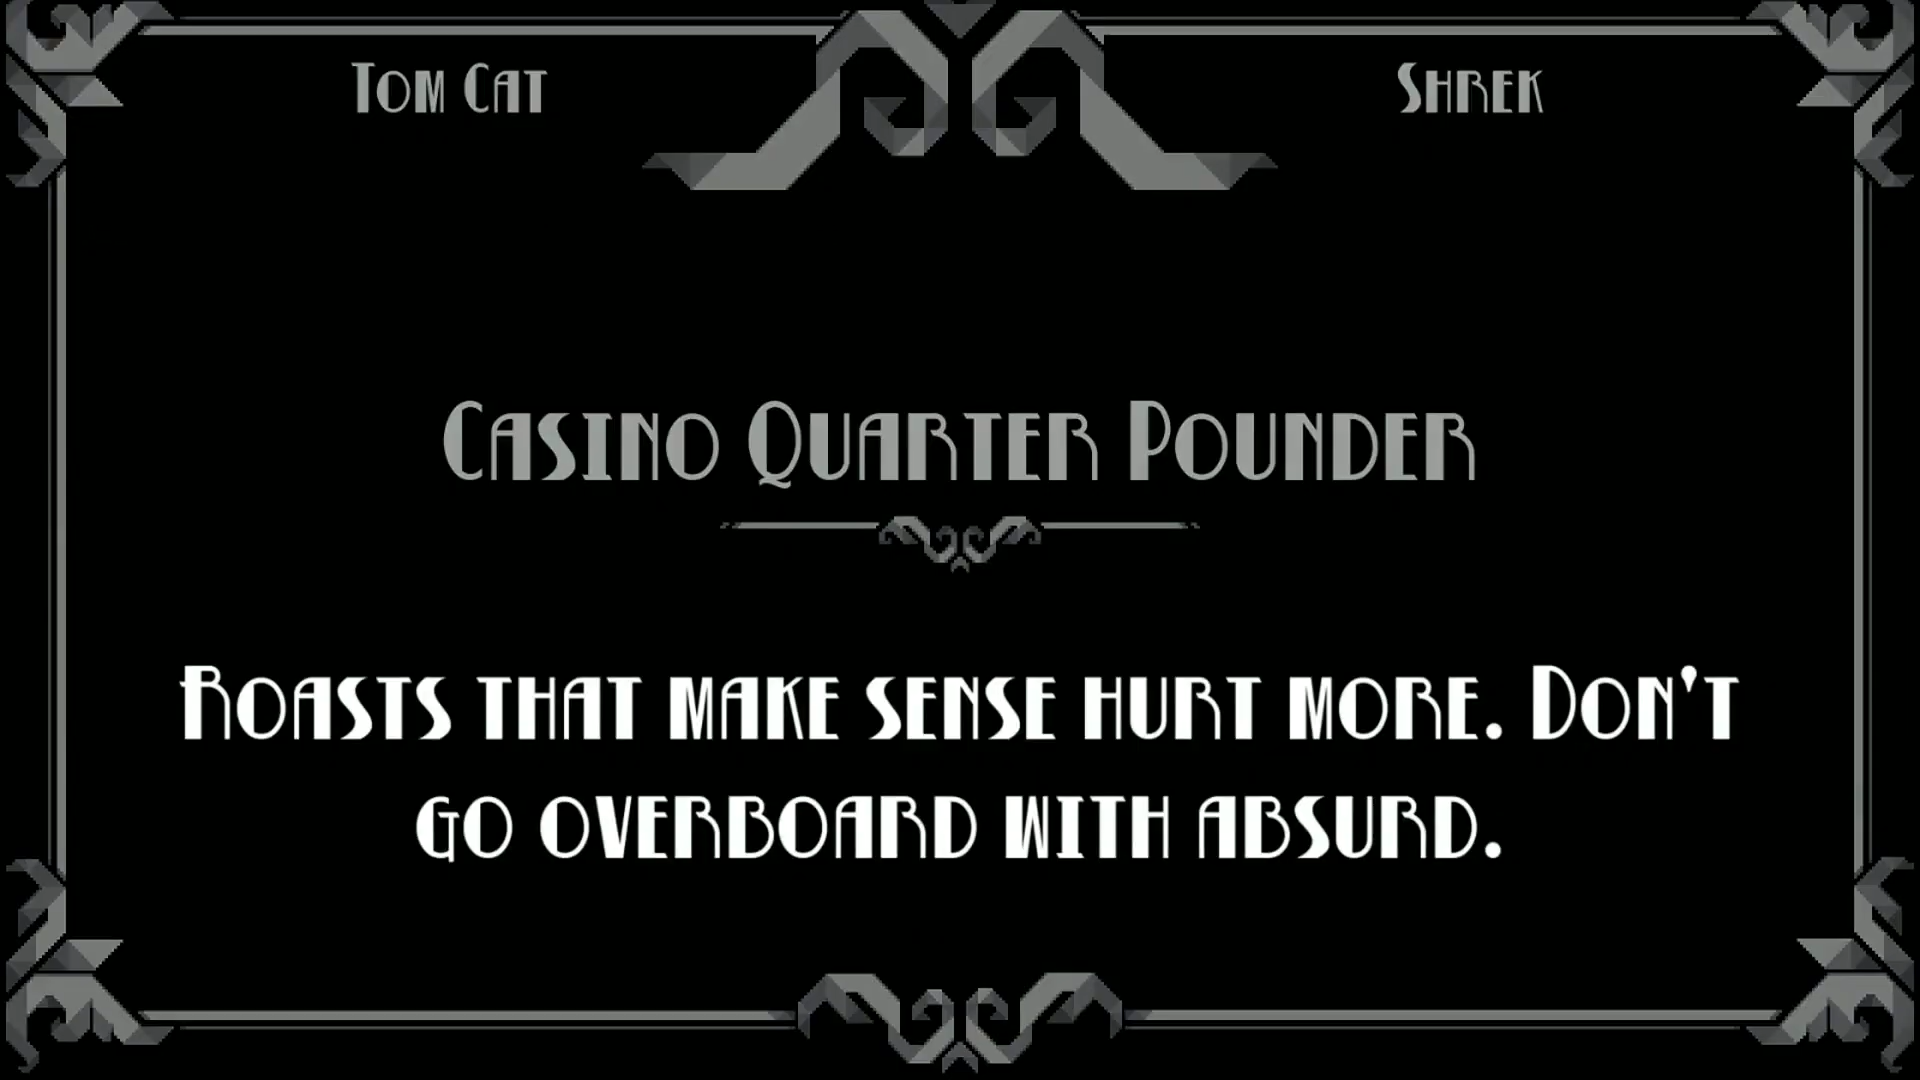 Tom Cat
Shrek
Casino Quarter Pounder
Roasts that make sense hurt more. Don't
go overboard with absurd.